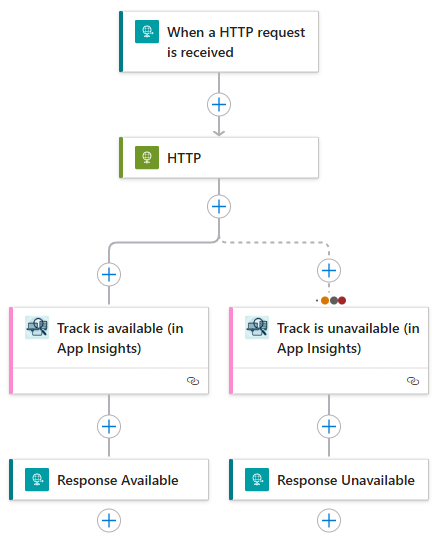 When a HTTP request
is received
HTTP
Track is available (in
App Insights)
Track is unavailable (in
App Insights)
Response Available
Response Unavailable